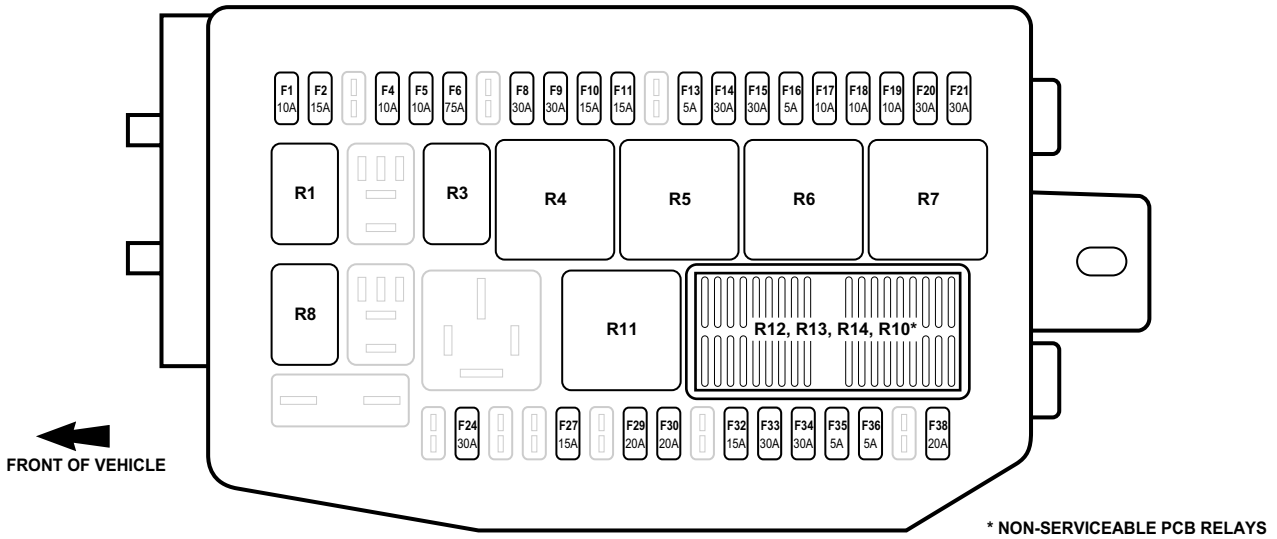 F1 F2 F4 F5 F6 F8 F9 F10 F11 F13 F14 F15 F16 F17 F18 F19 F20 F21
10A 15A 10A 10A 75A 30A 30A 15A 15A 5A 30A 30A 5A 10A 10A 10A 30A 30A
R1 R3 R4 R5 R6 R7
R8 R11 R12, R13, R14, R10*
F24 F27 F29 F30 F32 F33 F34 F35 F36 F38
30A 15A 20A 20A 15A 30A 30A 5A 5A 20A
FRONT OF VEHICLE
* NON-SERVICEABLE PCB RELAYS